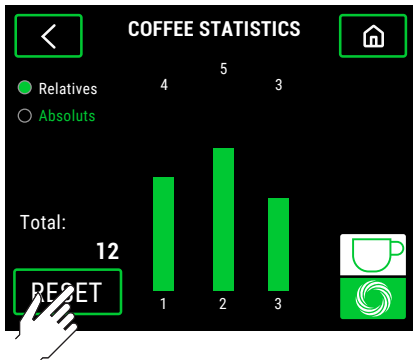 COFFEE STATISTICS
5
4
3
Relatives
Absoluts
Total:
12
RESET
1
2
3